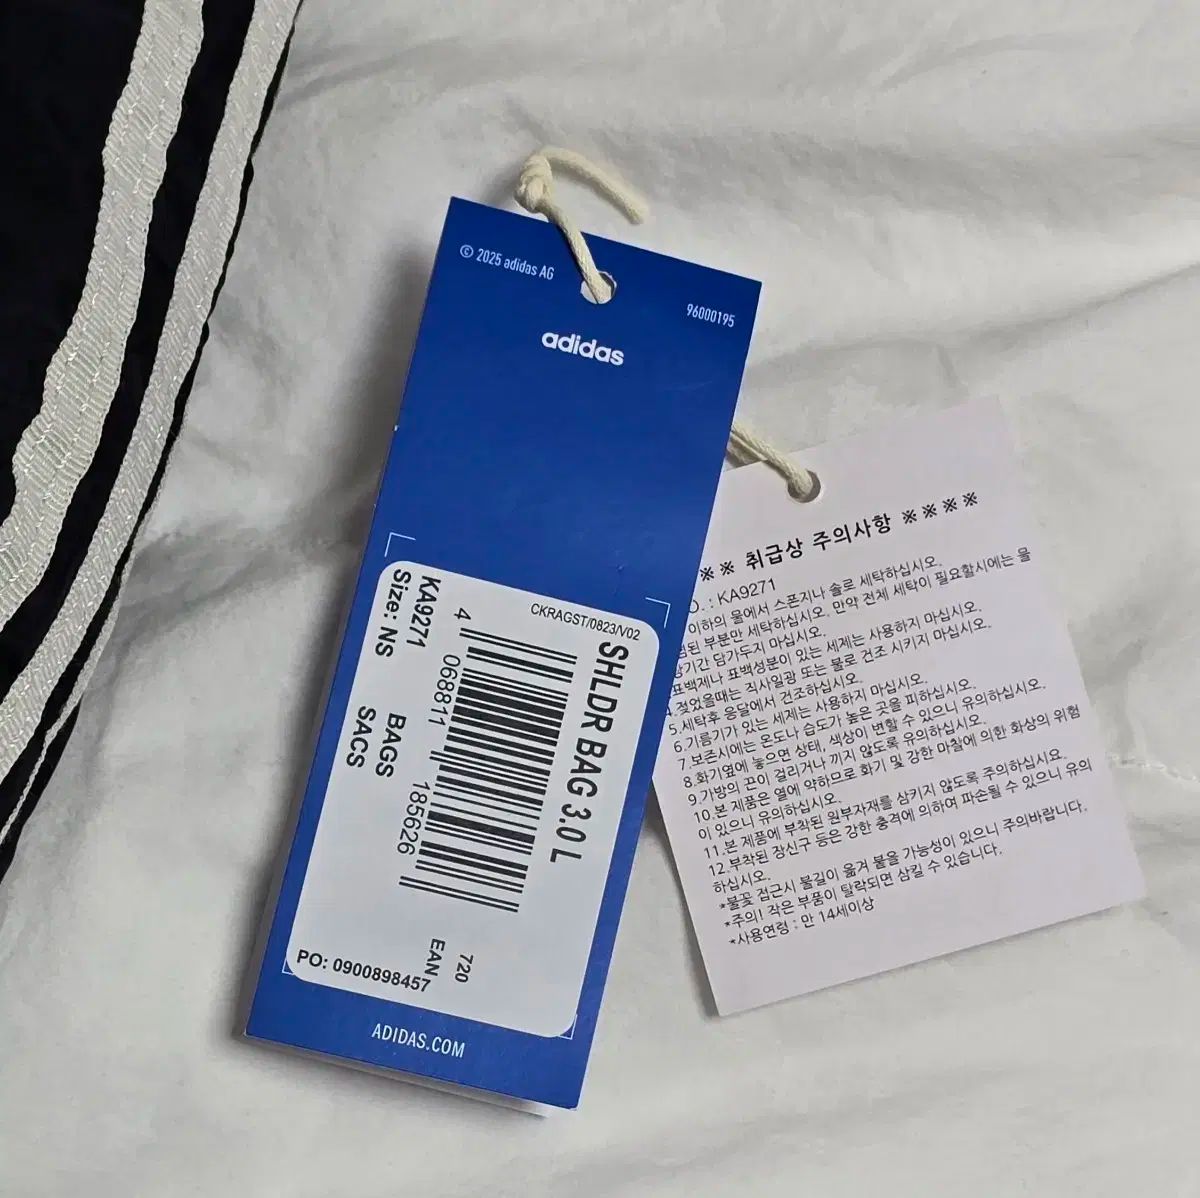 © 2025 adidas AG
96000195
adidas
CKRAGST/0823/V02
SHLDR BAG 3.0 L
4 068811 185626
KA9271
Size: NS
BAGS
SACS
720
EAN
PO: 0900898457
ADIDAS.COM
※※ 취급상 주의사항 ※※※※
: KA9271
이하의 물에서 스폰지나 솔로 세탁하십시오.
부분만 세탁하십시오. 만약 전체 세탁이 필요할시에는 물
담가두지 마십시오.
표백제나 표백성분이 있는 세제는 사용하지 마십시오.
4.젖었을때는 직사일광 또는 불로 건조 시키지 마십시오.
5.세탁후 응달에서 건조하십시오.
6.기름기가 있는 세제는 사용하지 마십시오.
7.보존시에는 온도나 습도가 높은 곳을 피하십시오.
8.화기옆에 놓으면 상태, 색상이 변할 수 있으니 유의하십시오.
9.가방의 끈이 걸리거나 끼지 않도록 유의하십시오.
10.본 제품은 열에 약하므로 화기 및 강한 마찰에 의한 화상의 위험
이 있으니 유의하십시오.
11.본 제품에 부착된 원부자재를 삼키지 않도록 주의하십시요.
12.부착된 장신구 등은 강한 충격에 의하여 파손될 수 있으니 유의
하십시오.
*불꽃 접근시 불길이 옮겨 붙을 가능성이 있으니 주의바랍니다.
*주의! 작은 부품이 탈락되면 삼킬 수 있습니다.
*사용연령 : 만 14세이상